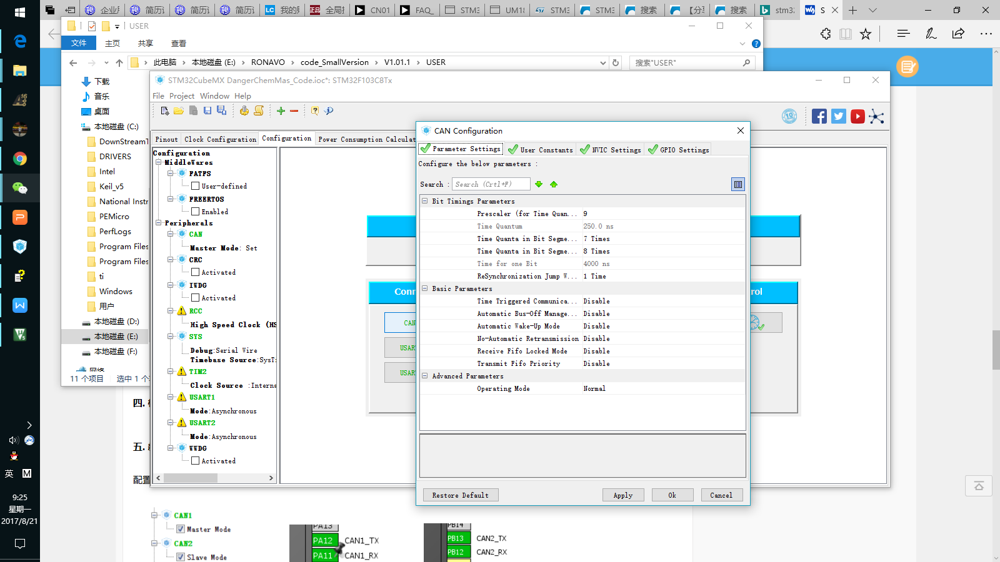 企业
简历
简历
简历
LC 我的
正品 全局
CN01
FAQ_
STM3
UM18
STM3
STM3
搜索
【分享
搜索
stm32
S
USER
文件 主页 共享 查看
此电脑 > 本地磁盘 (E:) > RONAVO > code_SmallVersion > V1.01.1 > USER
搜索"USER"
下载
音乐
桌面
本地磁盘 (C:)
DownStreamT
DRIVERS
Intel
Keil_v5
National Instr
PEMicro
PerfLogs
Program Files
Program Files
ti
Windows
用户
本地磁盘 (D:)
本地磁盘 (E:)
本地磁盘 (F:)
网络
11 个项目 选中 1 个
STM32CubeMX DangerChemMas_Code.ioc*: STM32F103C8Tx
File Project Window Help
Pinout Clock Configuration Configuration Power Consumption Calculat
Configuration
MiddleWares
FATFS
User-defined
FREERTOS
Enabled
Peripherals
CAN
Master Mode: Set
CRC
Activated
IWDG
Activated
RCC
High Speed Clock (HS
SYS
Debug:Serial Wire
Timebase Source:SysTi
TIM2
Clock Source :Interna
USART1
Mode:Asynchronous
USART2
Mode:Asynchronous
WWDG
Activated
Conn
CAN
USAR
USAR
rol
CAN Configuration
Parameter Settings User Constants NVIC Settings GPIO Settings
Configure the below parameters :
Search : Search (Crtl+F)
Bit Timings Parameters
Prescaler (for Time Quan... 9
Time Quantum 250.0 ns
Time Quanta in Bit Segme... 7 Times
Time Quanta in Bit Segme... 8 Times
Time for one Bit 4000 ns
ReSynchronization Jump W... 1 Time
Basic Parameters
Time Triggered Communica... Disable
Automatic Bus-Off Manage... Disable
Automatic Wake-Up Mode Disable
No-Automatic Retransmission Disable
Receive Fifo Locked Mode Disable
Transmit Fifo Priority Disable
Advanced Parameters
Operating Mode Normal
Restore Default Apply Ok Cancel
四.
五.
配置
CAN1
Master Mode
CAN2
Slave Mode
PA13
PA12 CAN1_TX
PA11 CAN1_RX
PB14
PB13 CAN2_TX
PB12 CAN2_RX
英 M
9:25
星期一
2017/8/21